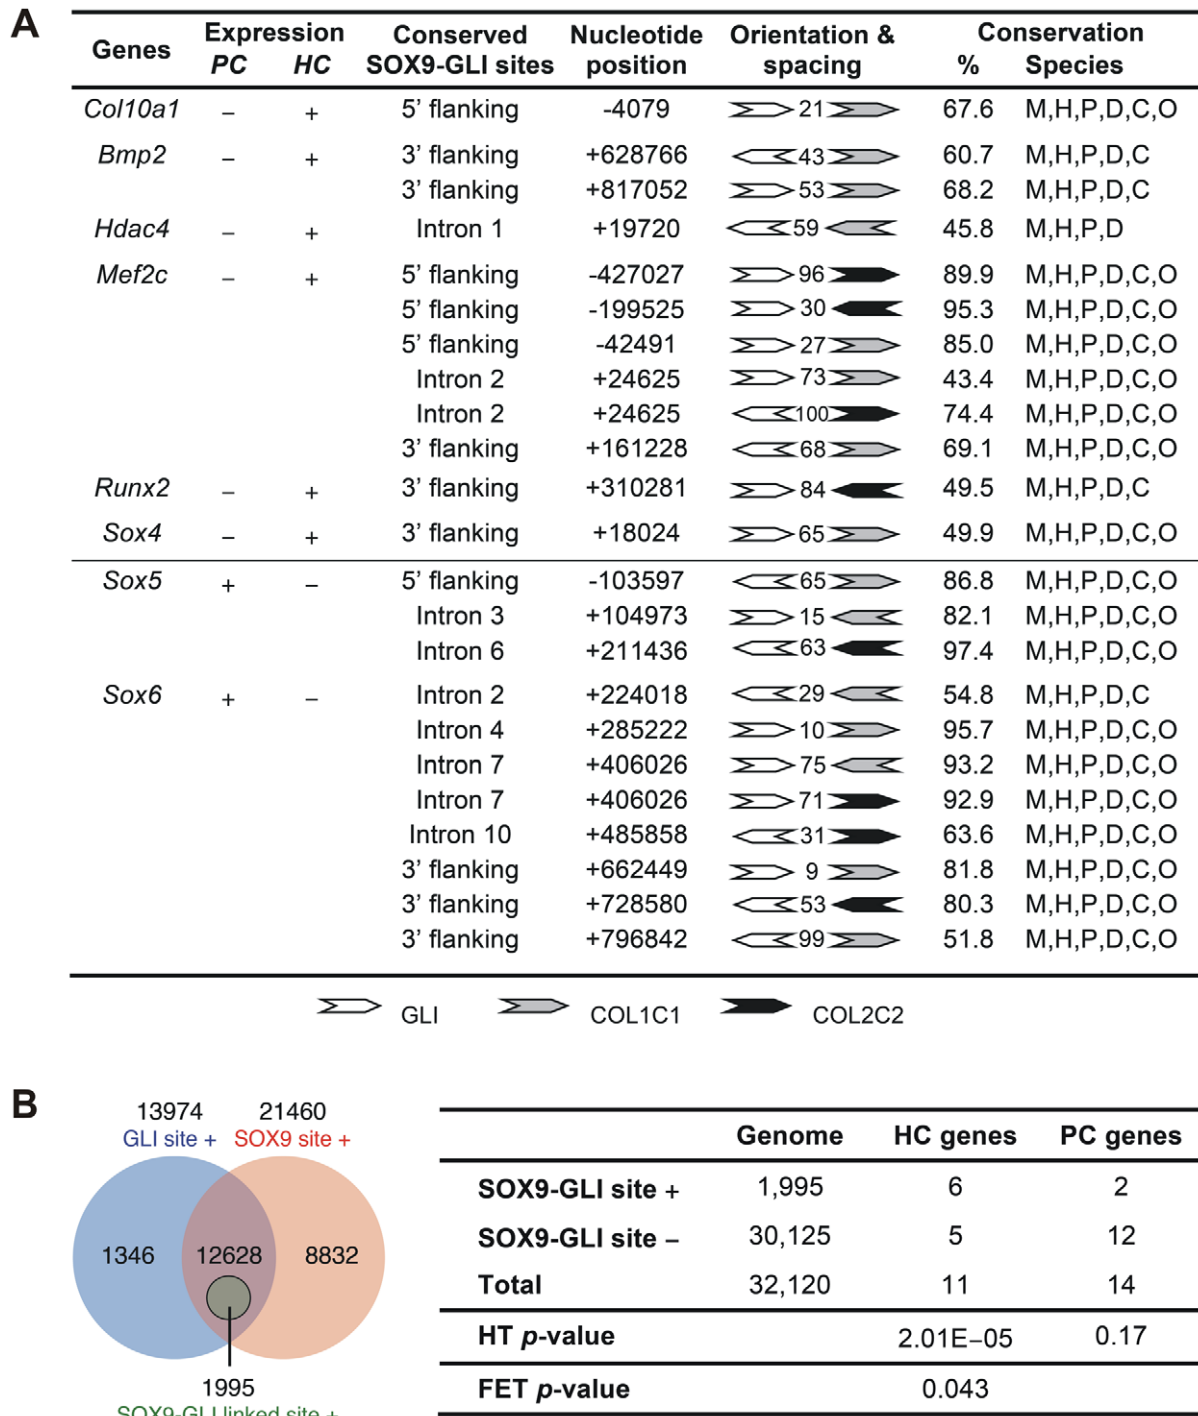 A
Genes Expression Conserved Nucleotide Orientation & Conservation
PC HC SOX9-GLI sites position spacing % Species
Col10a1 – + 5’ flanking -4079 21 67.6 M,H,P,D,C,O
Bmp2 – + 3’ flanking +628766 43 60.7 M,H,P,D,C
3’ flanking +817052 53 68.2 M,H,P,D,C
Hdac4 – + Intron 1 +19720 59 45.8 M,H,P,D
Mef2c – + 5’ flanking -427027 96 89.9 M,H,P,D,C,O
5’ flanking -199525 30 95.3 M,H,P,D,C,O
5’ flanking -42491 27 85.0 M,H,P,D,C,O
Intron 2 +24625 73 43.4 M,H,P,D,C,O
Intron 2 +24625 100 74.4 M,H,P,D,C,O
3’ flanking +161228 68 69.1 M,H,P,D,C,O
Runx2 – + 3’ flanking +310281 84 49.5 M,H,P,D,C
Sox4 – + 3’ flanking +18024 65 49.9 M,H,P,D,C,O
Sox5 + – 5’ flanking -103597 65 86.8 M,H,P,D,C,O
Intron 3 +104973 15 82.1 M,H,P,D,C,O
Intron 6 +211436 63 97.4 M,H,P,D,C,O
Sox6 + – Intron 2 +224018 29 54.8 M,H,P,D,C
Intron 4 +285222 10 95.7 M,H,P,D,C,O
Intron 7 +406026 75 93.2 M,H,P,D,C,O
Intron 7 +406026 71 92.9 M,H,P,D,C,O
Intron 10 +485858 31 63.6 M,H,P,D,C,O
3’ flanking +662449 9 81.8 M,H,P,D,C,O
3’ flanking +728580 53 80.3 M,H,P,D,C,O
3’ flanking +796842 99 51.8 M,H,P,D,C,O
GLI COL1C1 COL2C2
B
13974 21460
GLI site + SOX9 site +
1346 12628 8832
1995
SOX9-GLI linked site +
Genome HC genes PC genes
SOX9-GLI site + 1,995 6 2
SOX9-GLI site – 30,125 5 12
Total 32,120 11 14
HT p-value 2.01E–05 0.17
FET p-value 0.043